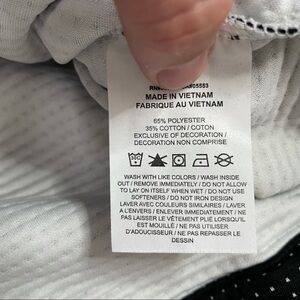 MADE IN VIETNAM
FABRIQUE AU VIETNAM
65% POLYESTER
35% COTTON / COTON
EXCLUSIVE OF DECORATION /
DECORATION NON COMPRISE
WASH WITH LIKE COLORS / WASH INSIDE
OUT / REMOVE IMMEDIATELY / DO NOT ALLOW
TO LAY ON ITSELF WHEN WET / DO NOT USE
SOFTENERS / DO NOT IRON DESIGN
LAVER AVEC COULEURS SIMILAIRES / LAVER
A L'ENVERS / ENLEVER IMMEDIATEMENT / NE
PAS LAISSER LE VÊTEMENT PLIÉ LORSQU'IL
EST MOUILLÉ / NE PAS UTILISER
D'ADOUCISSEUR / NE PAS REPASSER LE
DESSIN